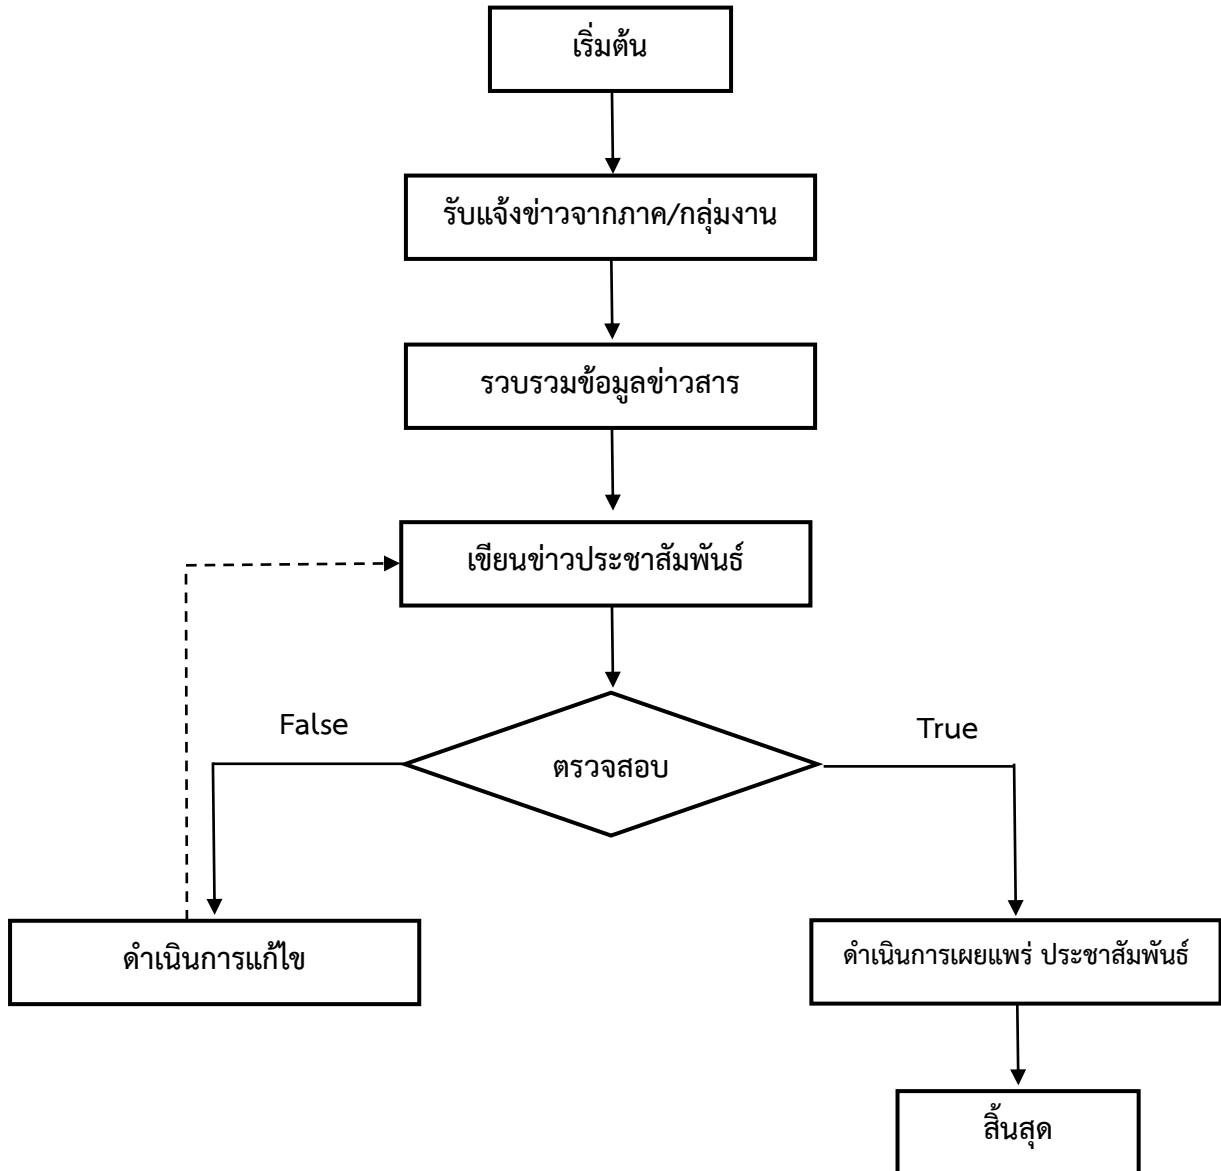 เริ่มต้น
รับแจ้งข่าวจากภาค/กลุ่มงาน
รวบรวมข้อมูลข่าวสาร
เขียนข่าวประชาสัมพันธ์
False
True
ตรวจสอบ
ดำเนินการแก้ไข
ดำเนินการเผยแพร่ ประชาสัมพันธ์
สิ้นสุด